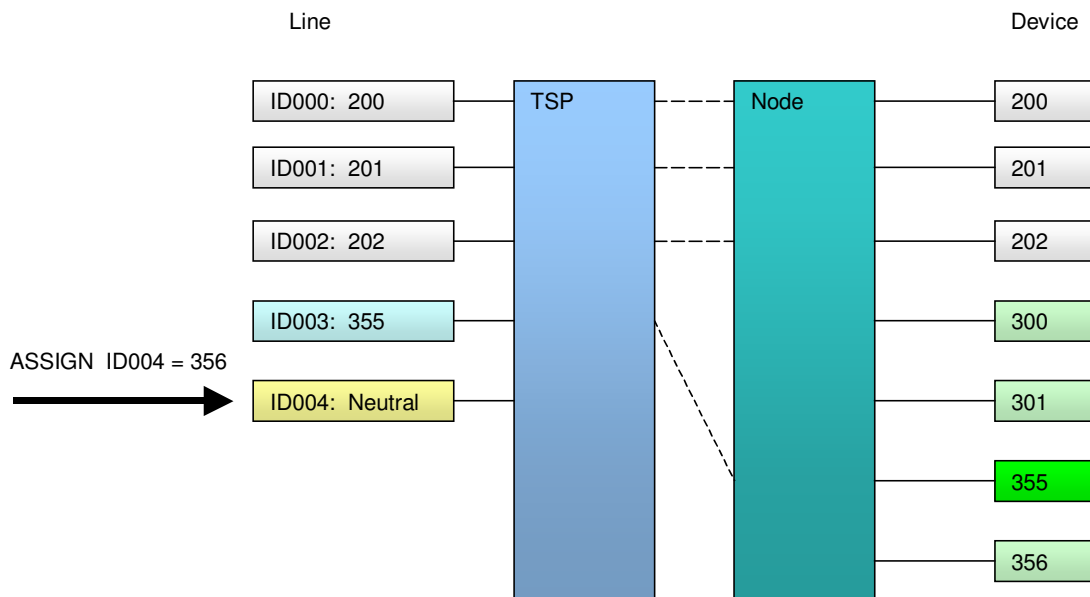 Line Device
ID000: 200 TSP Node 200
ID001: 201 201
ID002: 202 202
ID003: 355 300
ASSIGN ID004 = 356
ID004: Neutral 301
355
356